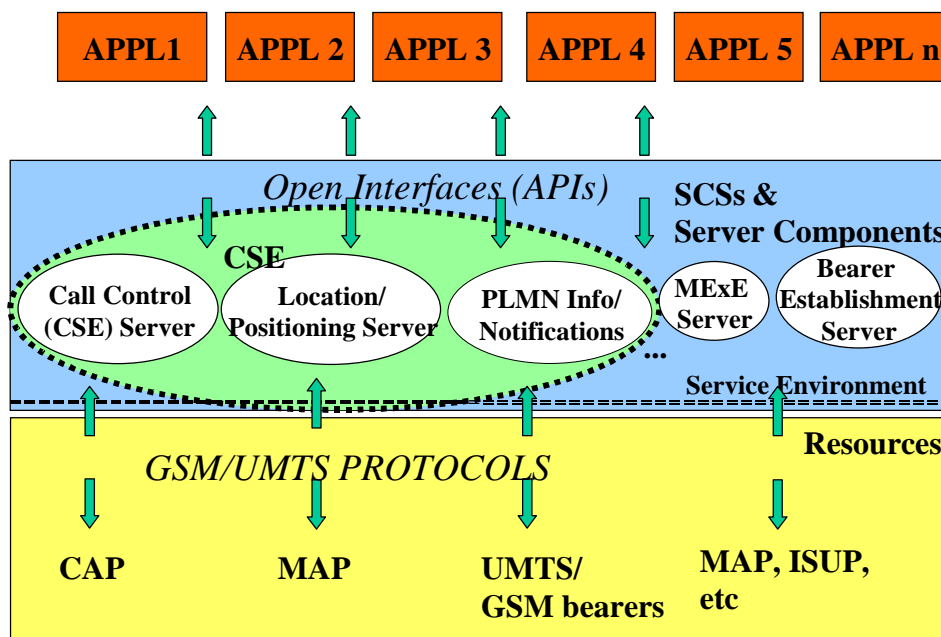 APPL1 APPL 2 APPL 3 APPL 4 APPL 5 APPL n
Open Interfaces (APIs)
SCSs &
Server Components
CSE
Call Control
(CSE) Server
Location/
Positioning Server
PLMN Info/
Notifications
MExE
Server
Bearer
Establishment
Server
...
Service Environment
Resources
GSM/UMTS PROTOCOLS
CAP
MAP
UMTS/
GSM bearers
MAP, ISUP,
etc